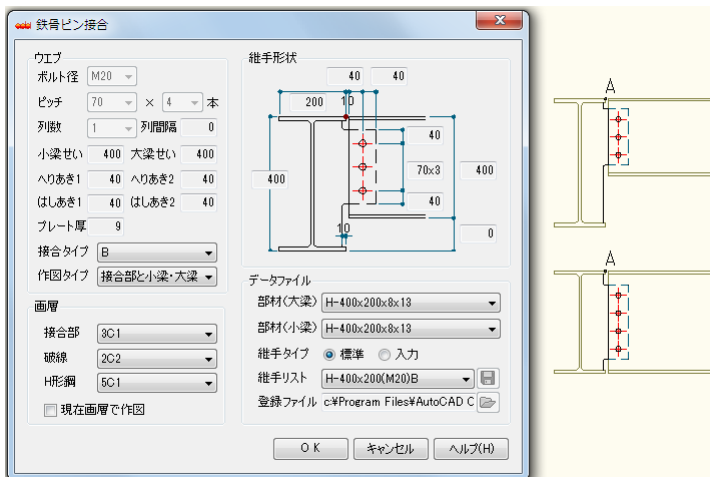 鉄骨ピン接合
ウエブ
ボルト径 M20
ピッチ 70 × 4 本
列数 1 列間隔 0
小梁せい 400 大梁せい 400
へりあき1 40 へりあき2 40
はしあき1 40 はしあき2 40
プレート厚 9
接合タイプ B
作図タイプ 接合部と小梁・大梁
画層
接合部 3C1
破線 2C2
H形鋼 5C1
現在画層で作図
継手形状
40 40
200 10
40
400 70x3 400
40
10 0
データファイル
部材(大梁) H-400x200x8x13
部材(小梁) H-400x200x8x13
継手タイプ 標準 入力
継手リスト H-400x200(M20)B
登録ファイル c:¥Program Files¥AutoCAD C
OK キャンセル ヘルプ(H)
A
A